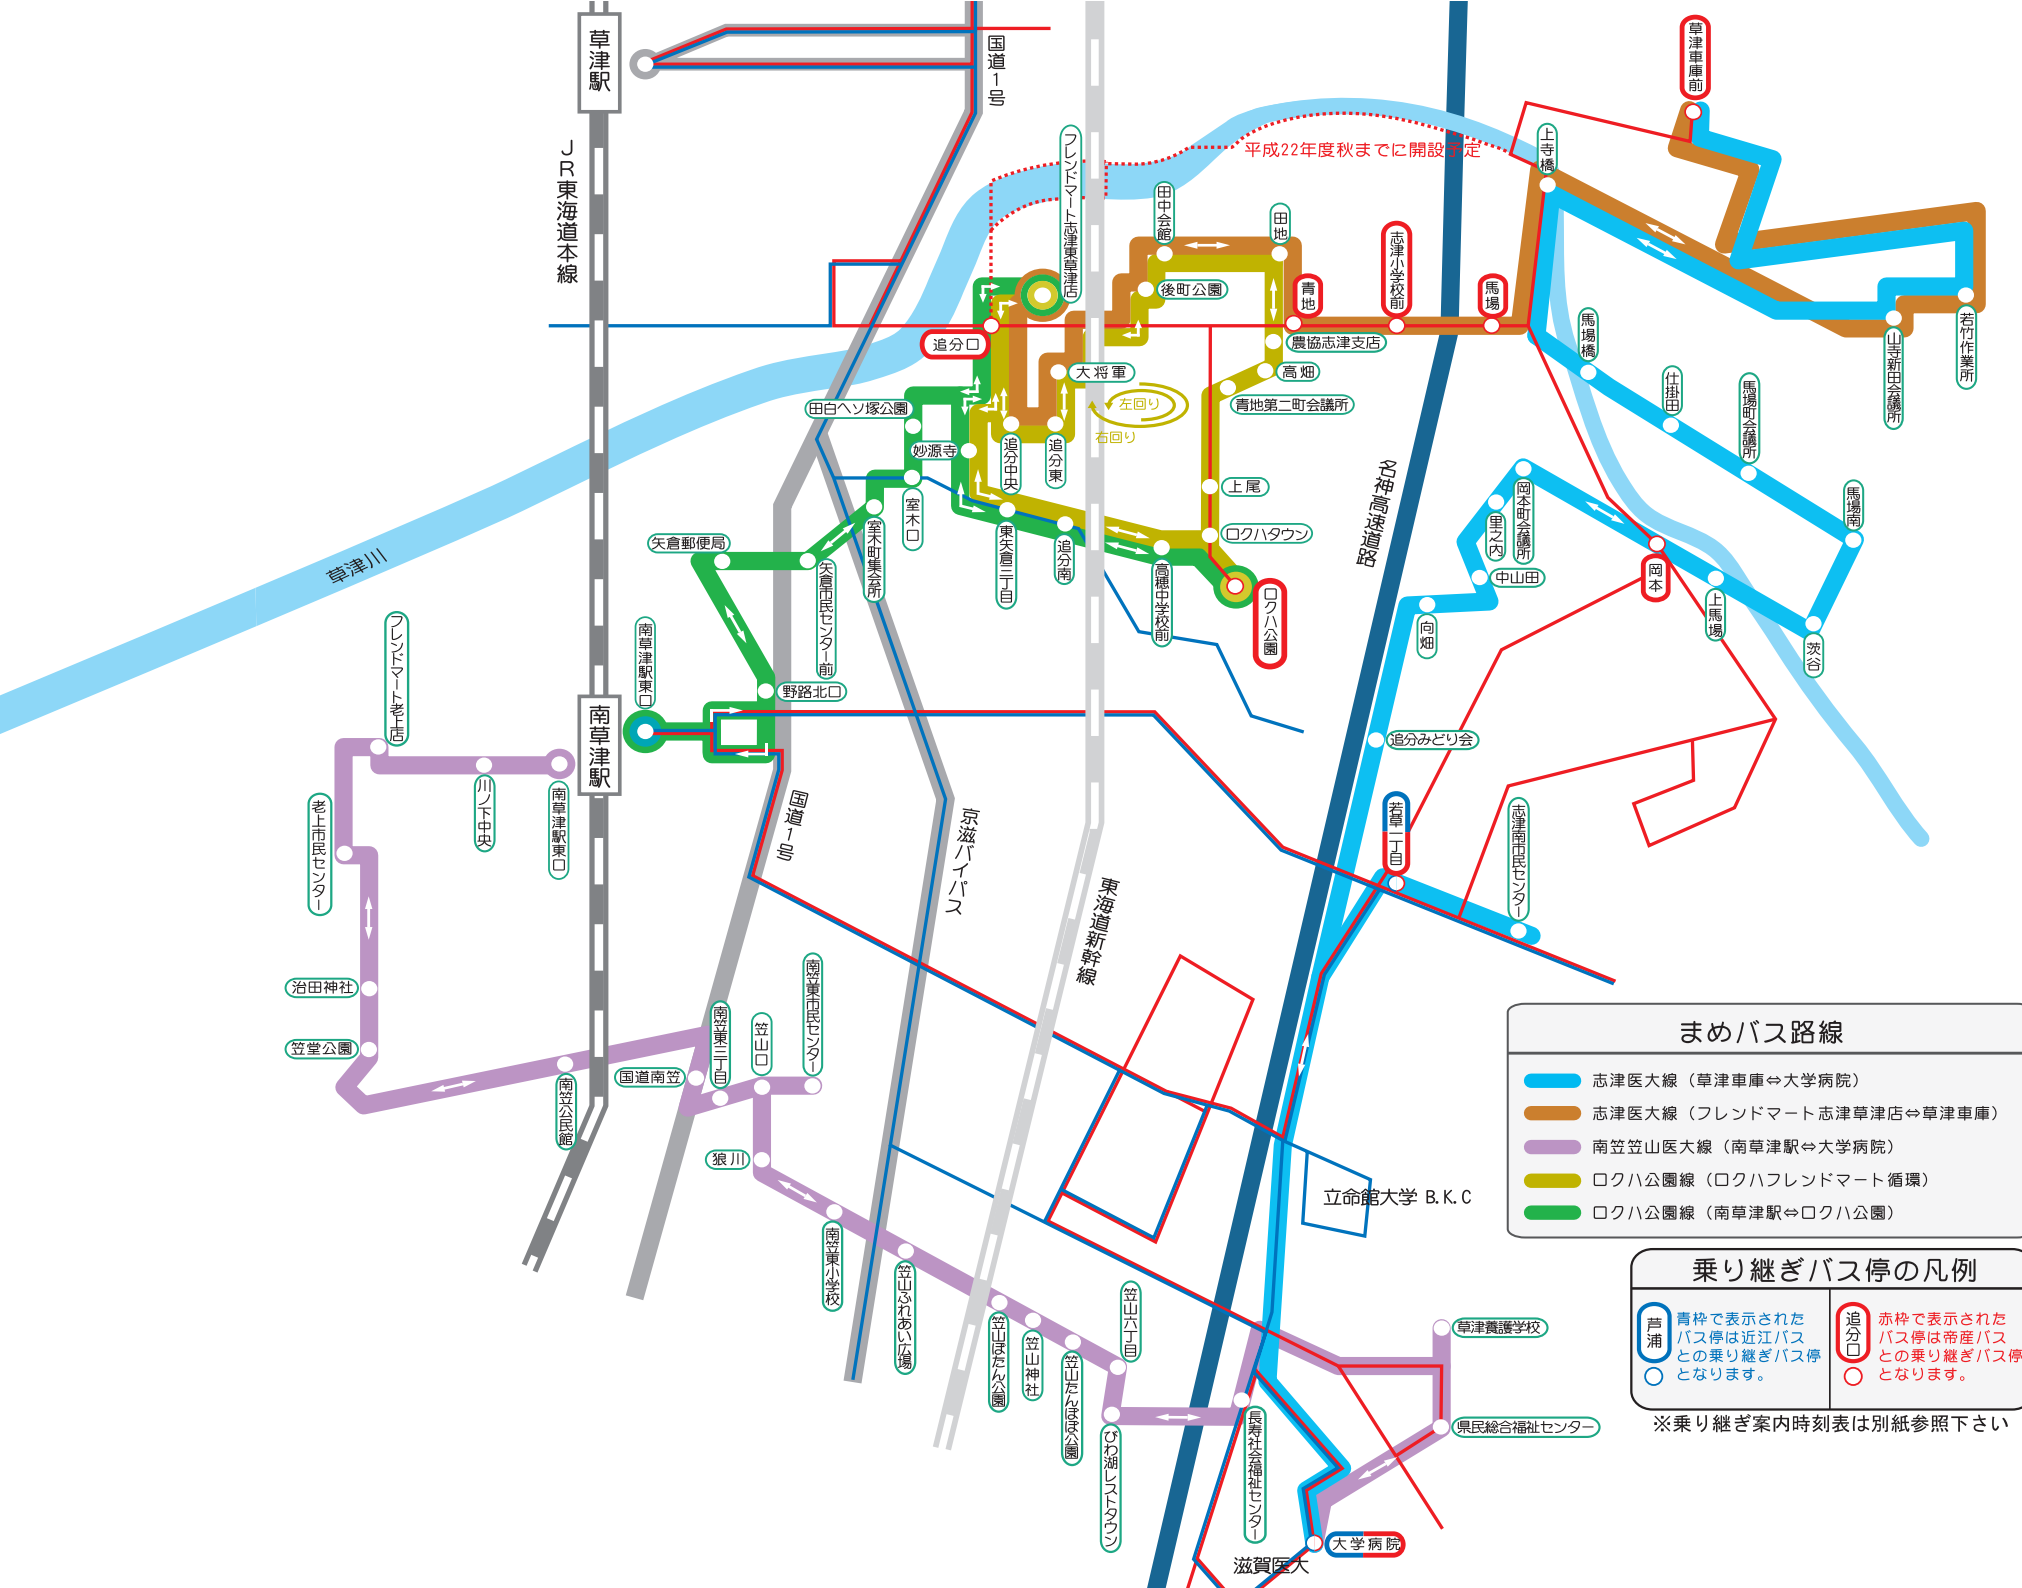 草津駅
JR東海道本線
国道1号
フレンドマート志津東草津店
平成22年度秋までに開設予定
草津車庫前
上寺橋
田中会館
田地
後町公園
青地
志津小学校前
馬場
追分口
農協志津支店
大将軍
高畑
馬場橋
山寺新田会議所
若竹作業所
田白ヘソ塚公園
左回り
右回り
青地第二町会議所
仕掛田
馬場町会議所
妙源寺
追分中央
追分東
上尾
名神高速道路
岡本町会議所
里之内
馬場南
室木口
室木町集会所
東矢倉二丁目
追分南
ロクハタウン
矢倉郵便局
矢倉市民センター前
高穂中学校前
中山田
岡本
草津川
ロクハ公園
向畑
上馬場
茨谷
フレンドマート老上店
南草津駅東口
野路北口
南草津駅
追分みどり会
川ノ下中央
南草津駅東口
老上市民センター
国道1号
京滋バイパス
若草一丁目
志津南市民センター
東海道新幹線
治田神社
笠堂公園
南笠公民館
国道南笠
南笠東三丁目
笠山口
南笠東市民センター
狼川
南笠東小学校
笠山ふれあい広場
笠山ぼたん公園
笠山神社
笠山たんぽぽ公園
笠山六丁目
びわ湖レストタウン
立命館大学 B.K.C
草津養護学校
県民総合福祉センター
長寿社会福祉センター
大学病院
滋賀医大
まめバス路線
志津医大線（草津車庫⇔大学病院）
志津医大線（フレンドマート志津草津店⇔草津車庫）
南笠笠山医大線（南草津駅⇔大学病院）
ロクハ公園線（ロクハフレンドマート循環）
ロクハ公園線（南草津駅⇔ロクハ公園）
乗り継ぎバス停の凡例
芦浦
青枠で表示された
バス停は近江バス
との乗り継ぎバス停
となります。
追分口
赤枠で表示された
バス停は帝産バス
との乗り継ぎバス停
となります。
※乗り継ぎ案内時刻表は別紙参照下さい